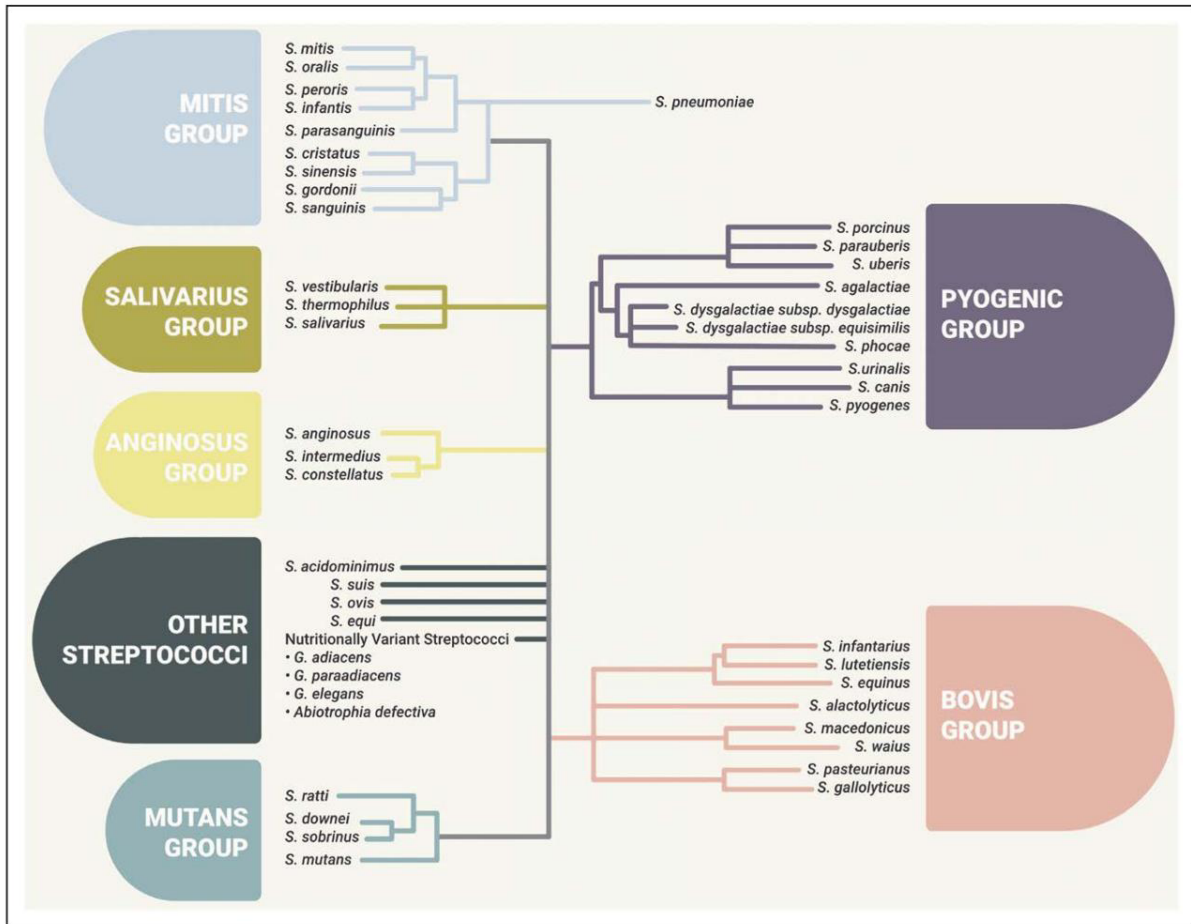 MITIS
GROUP
S. mitis
S. oralis
S. peroris
S. infantis
S. parasanguinis
S. cristatus
S. sinensis
S. gordonii
S. sanguinis
S. pneumoniae
SALIVARIUS
GROUP
S. vestibularis
S. thermophilus
S. salivarius
ANGINOSUS
GROUP
S. anginosus
S. intermedius
S. constellatus
OTHER
STREPTOCOCCI
S. acidominimus
S. suis
S. ovis
S. equi
Nutritionally Variant Streptococci
• G. adiacens
• G. paraadiacens
• G. elegans
• Abiotrophia defectiva
MUTANS
GROUP
S. ratti
S. downei
S. sobrinus
S. mutans
S. porcinus
S. parauberis
S. uberis
S. agalactiae
S. dysgalactiae subsp. dysgalactiae
S. dysgalactiae subsp. equisimilis
S. phocae
S.urinalis
S. canis
S. pyogenes
PYOGENIC
GROUP
S. infantarius
S. lutetiensis
S. equinus
S. alactolyticus
S. macedonicus
S. waius
S. pasteurianus
S. gallolyticus
BOVIS
GROUP